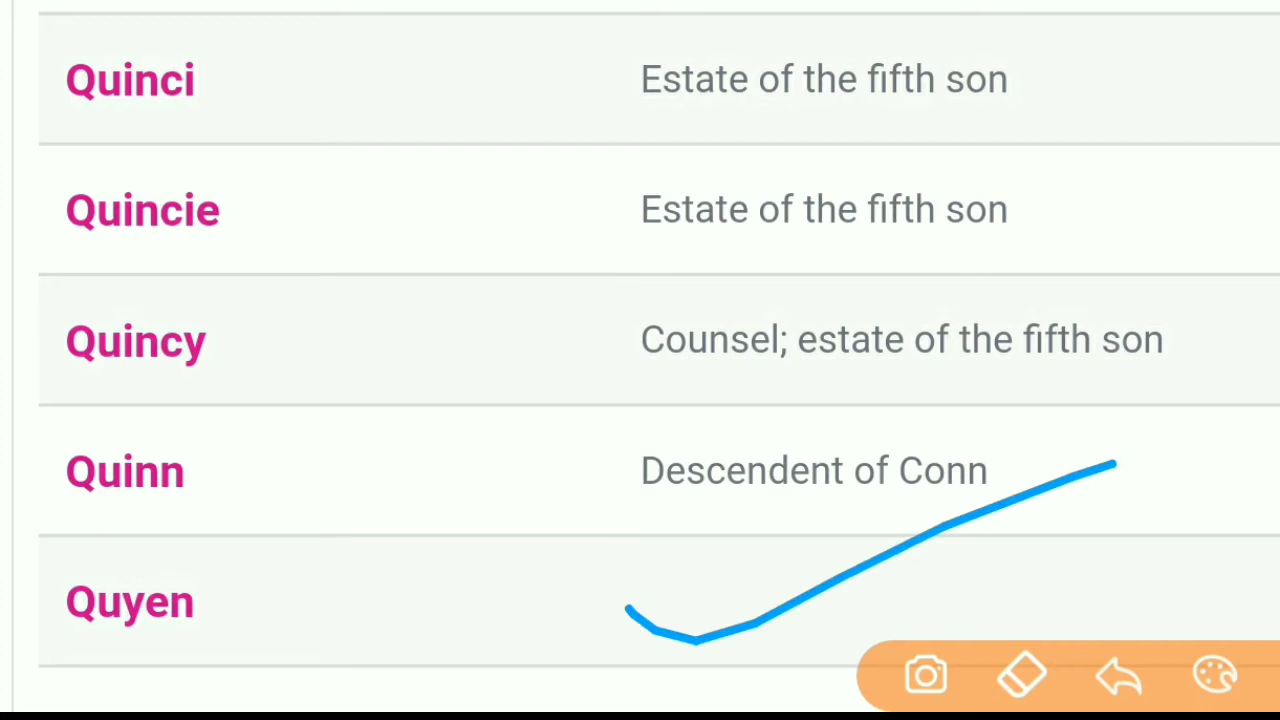 Quinci Estate of the fifth son
Quincie Estate of the fifth son
Quincy Counsel; estate of the fifth son
Quinn Descendent of Conn
Quyen